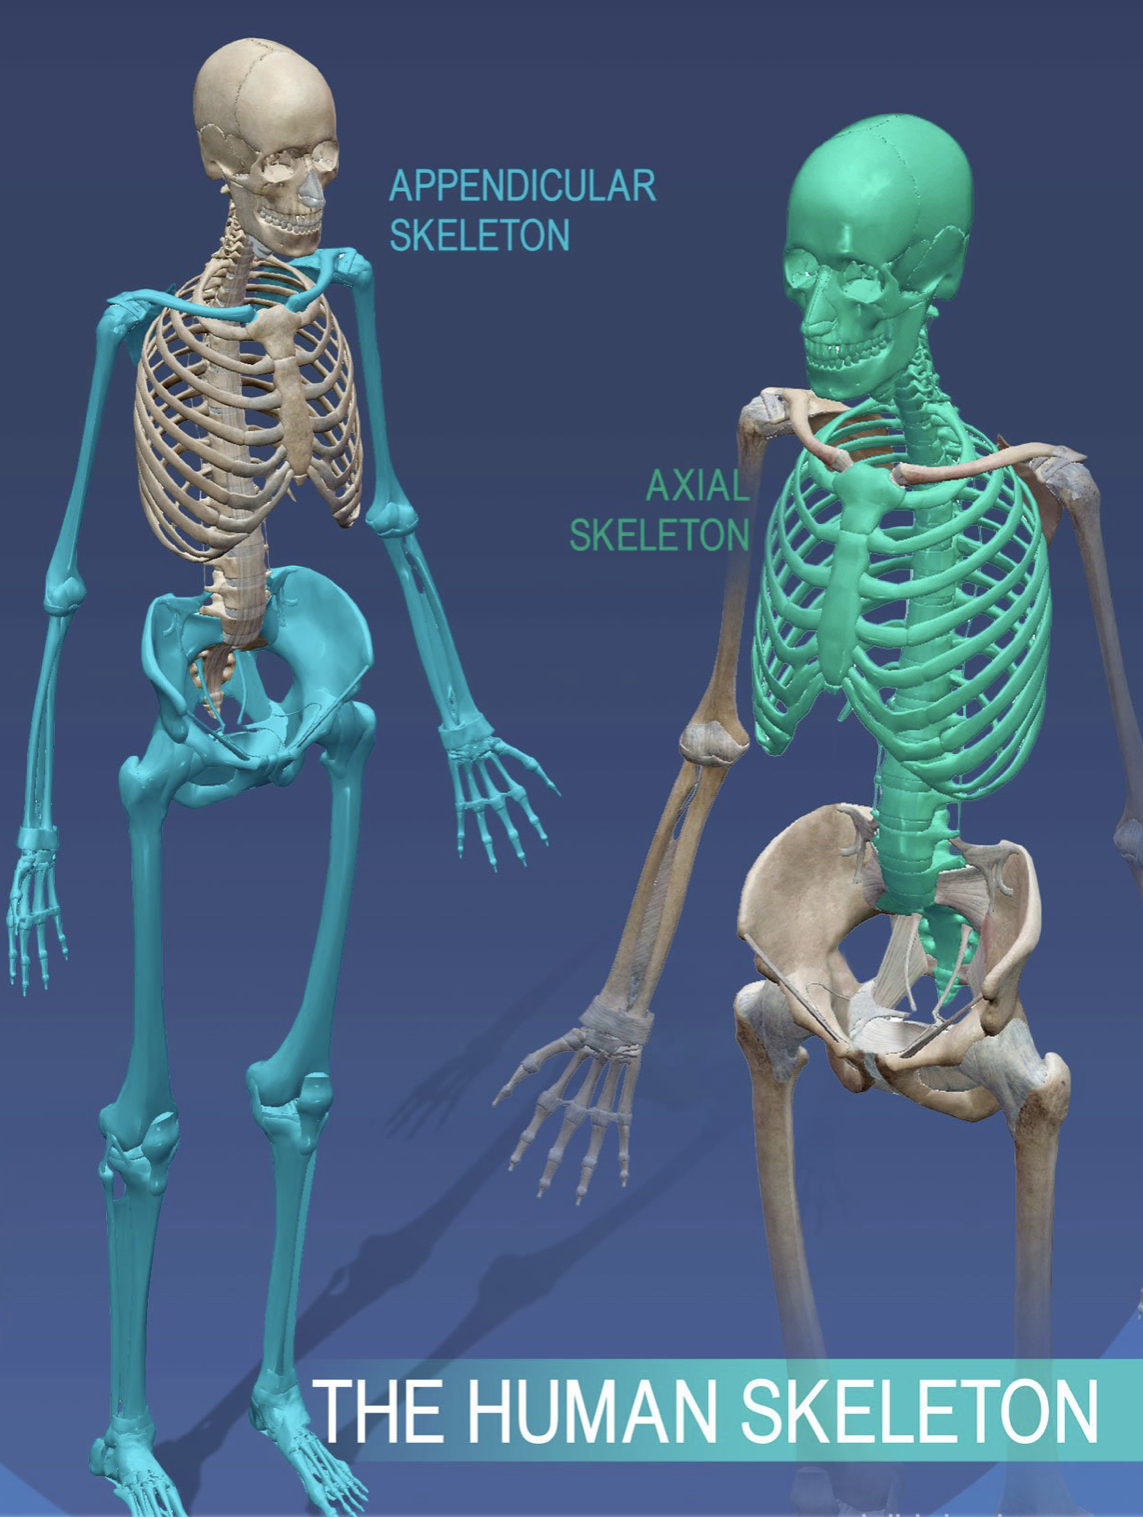 APPENDICULAR
SKELETON
AXIAL
SKELETON
THE HUMAN SKELETON